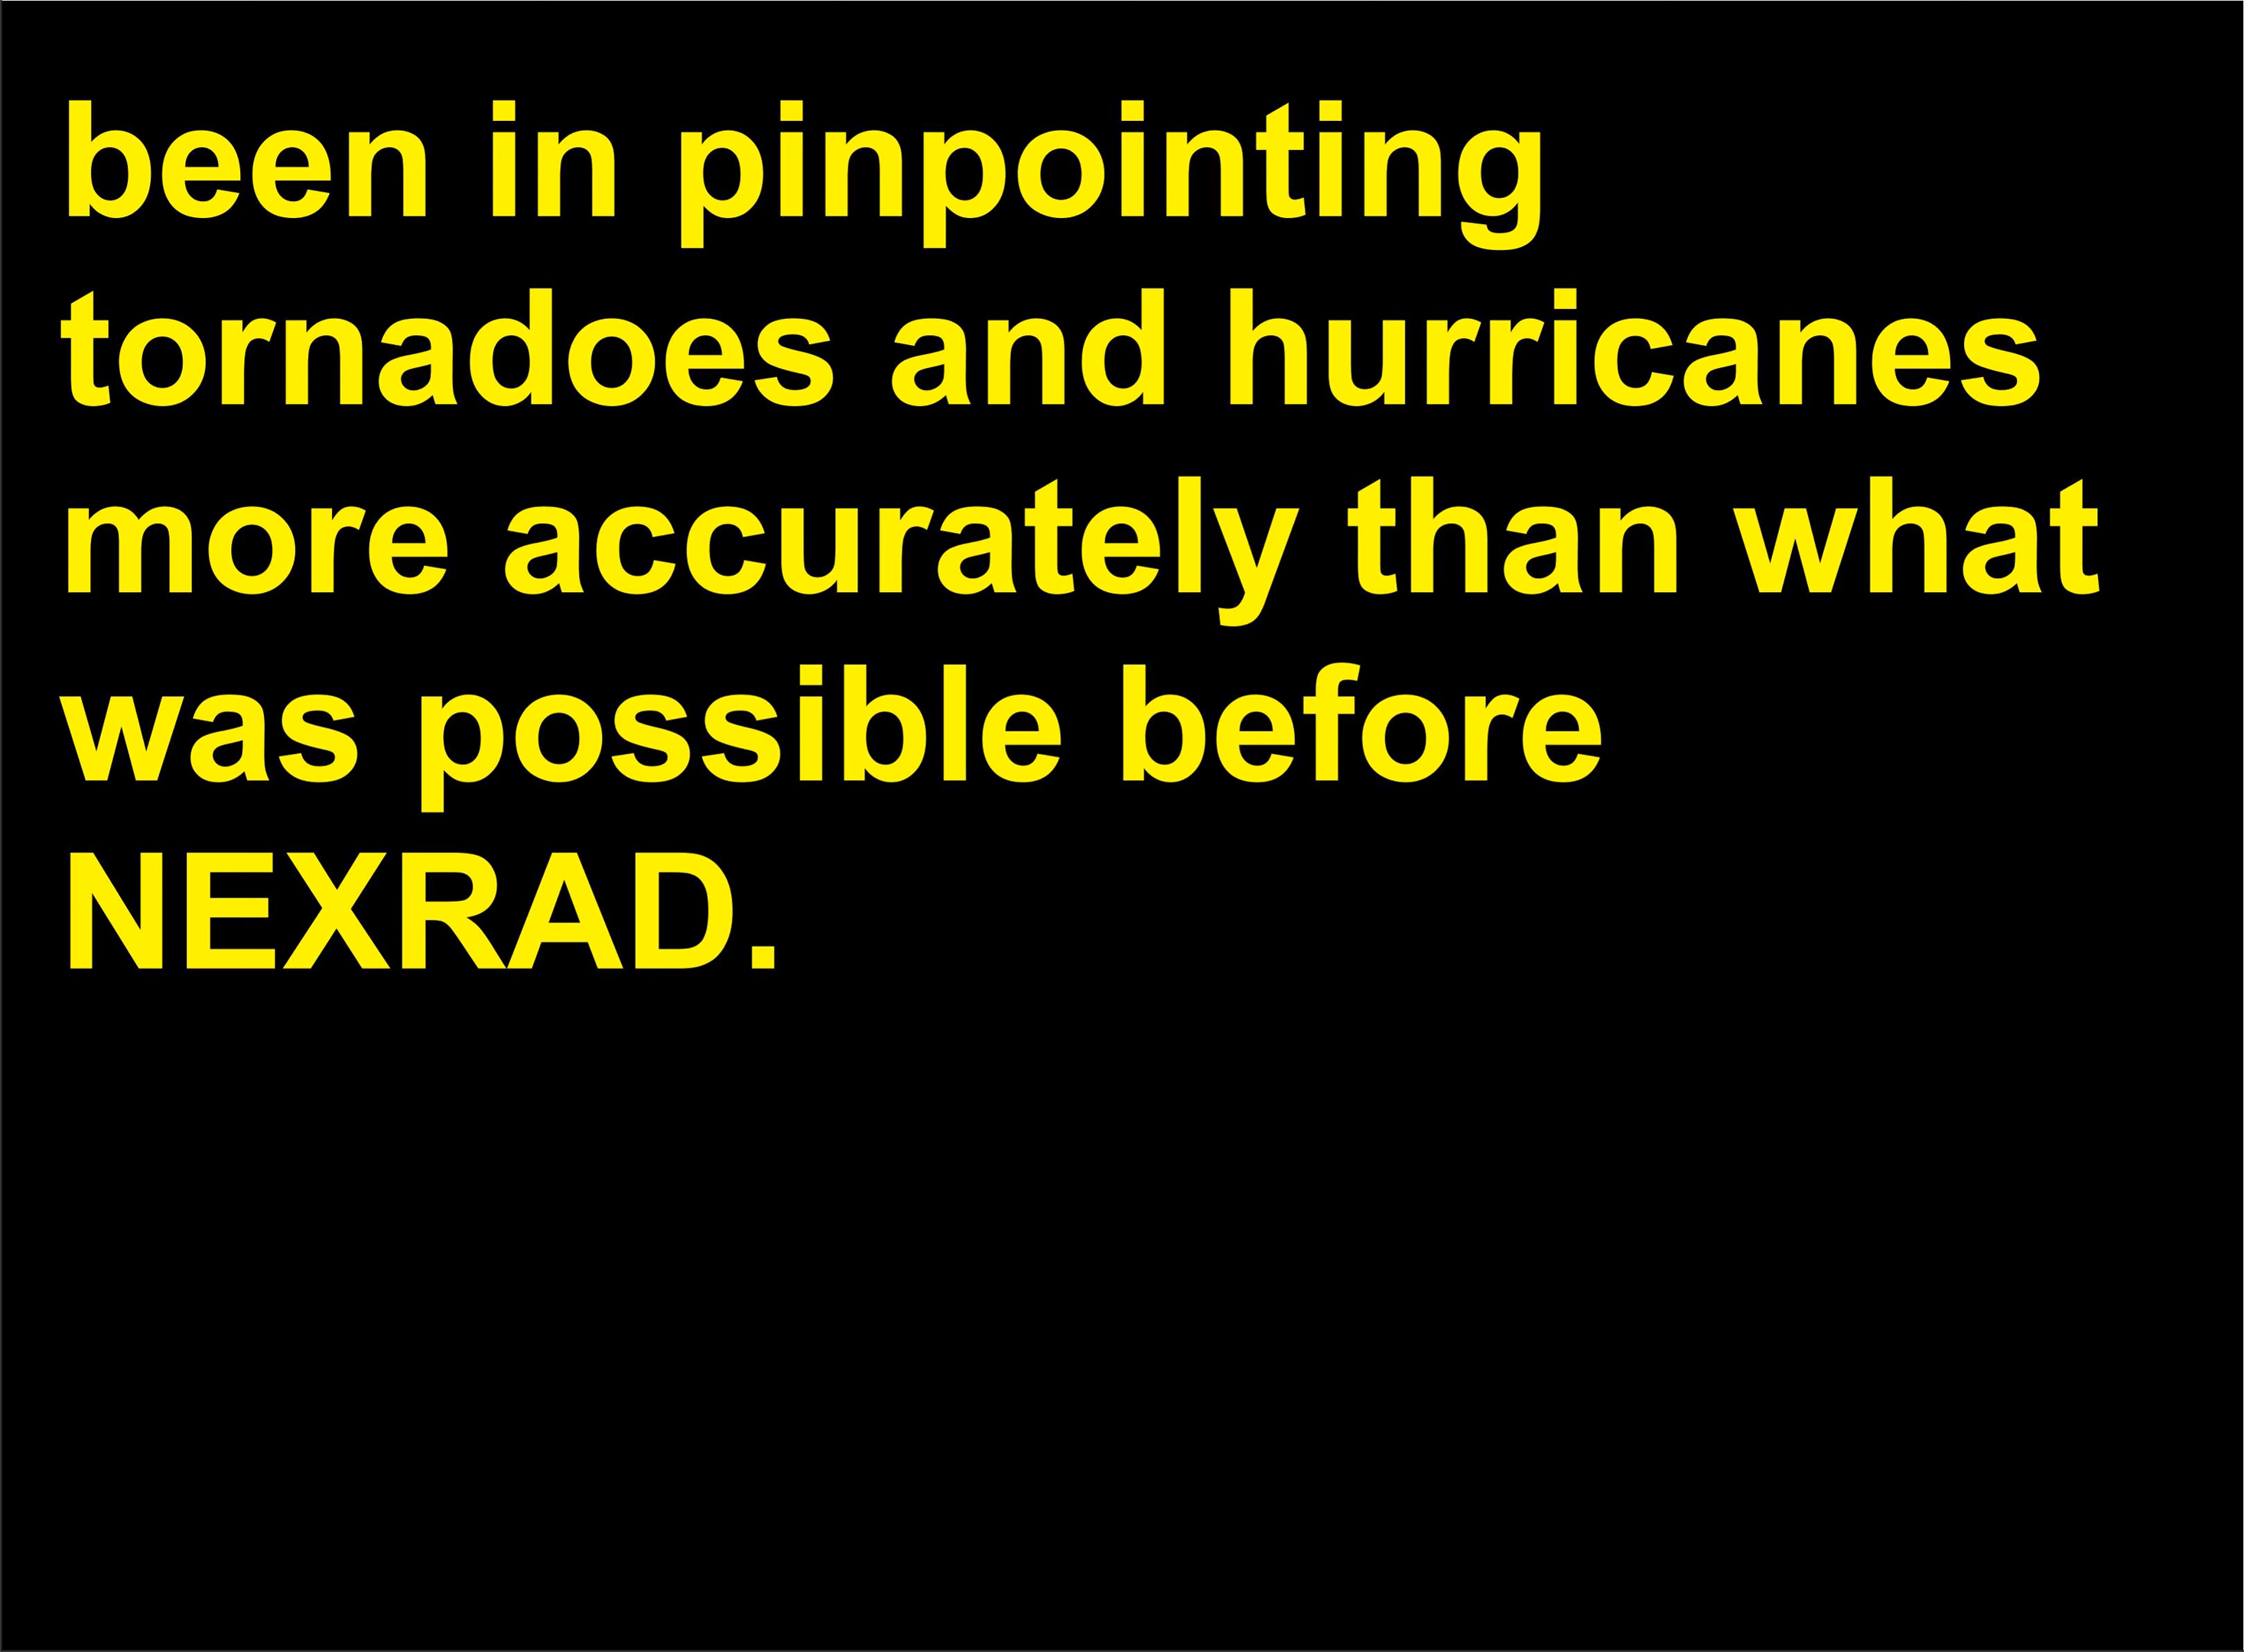 been in pinpointing
tornadoes and hurricanes
more accurately than what
was possible before
NEXRAD.